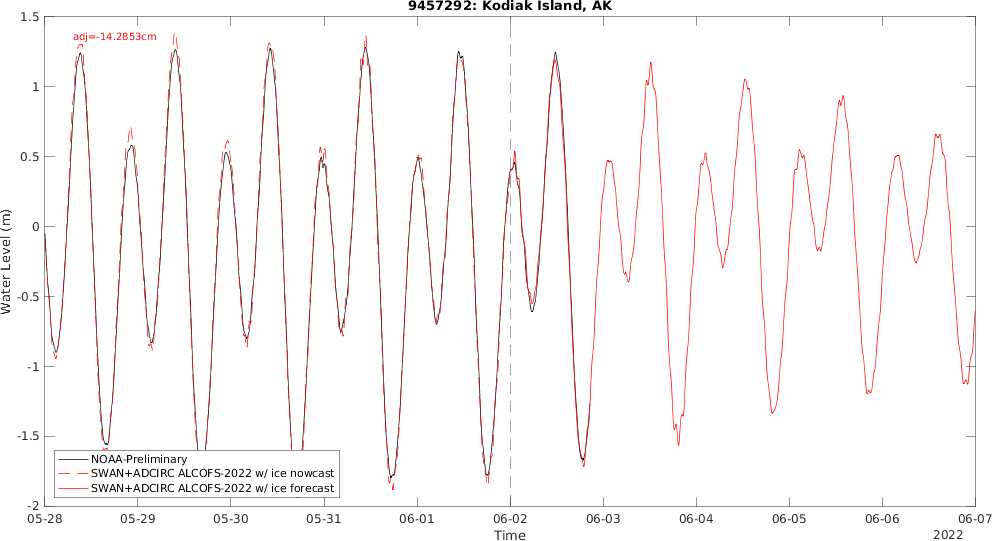 9457292: Kodiak Island, AK
adj=-14.2853cm
1.5
1
0.5
0
-0.5
-1
-1.5
-2
Water Level (m)
NOAA-Preliminary
SWAN+ADCIRC ALCOFS-2022 w/ ice nowcast
SWAN+ADCIRC ALCOFS-2022 w/ ice forecast
05-28 05-29 05-30 05-31 06-01 06-02 06-03 06-04 06-05 06-06 06-07
Time
2022